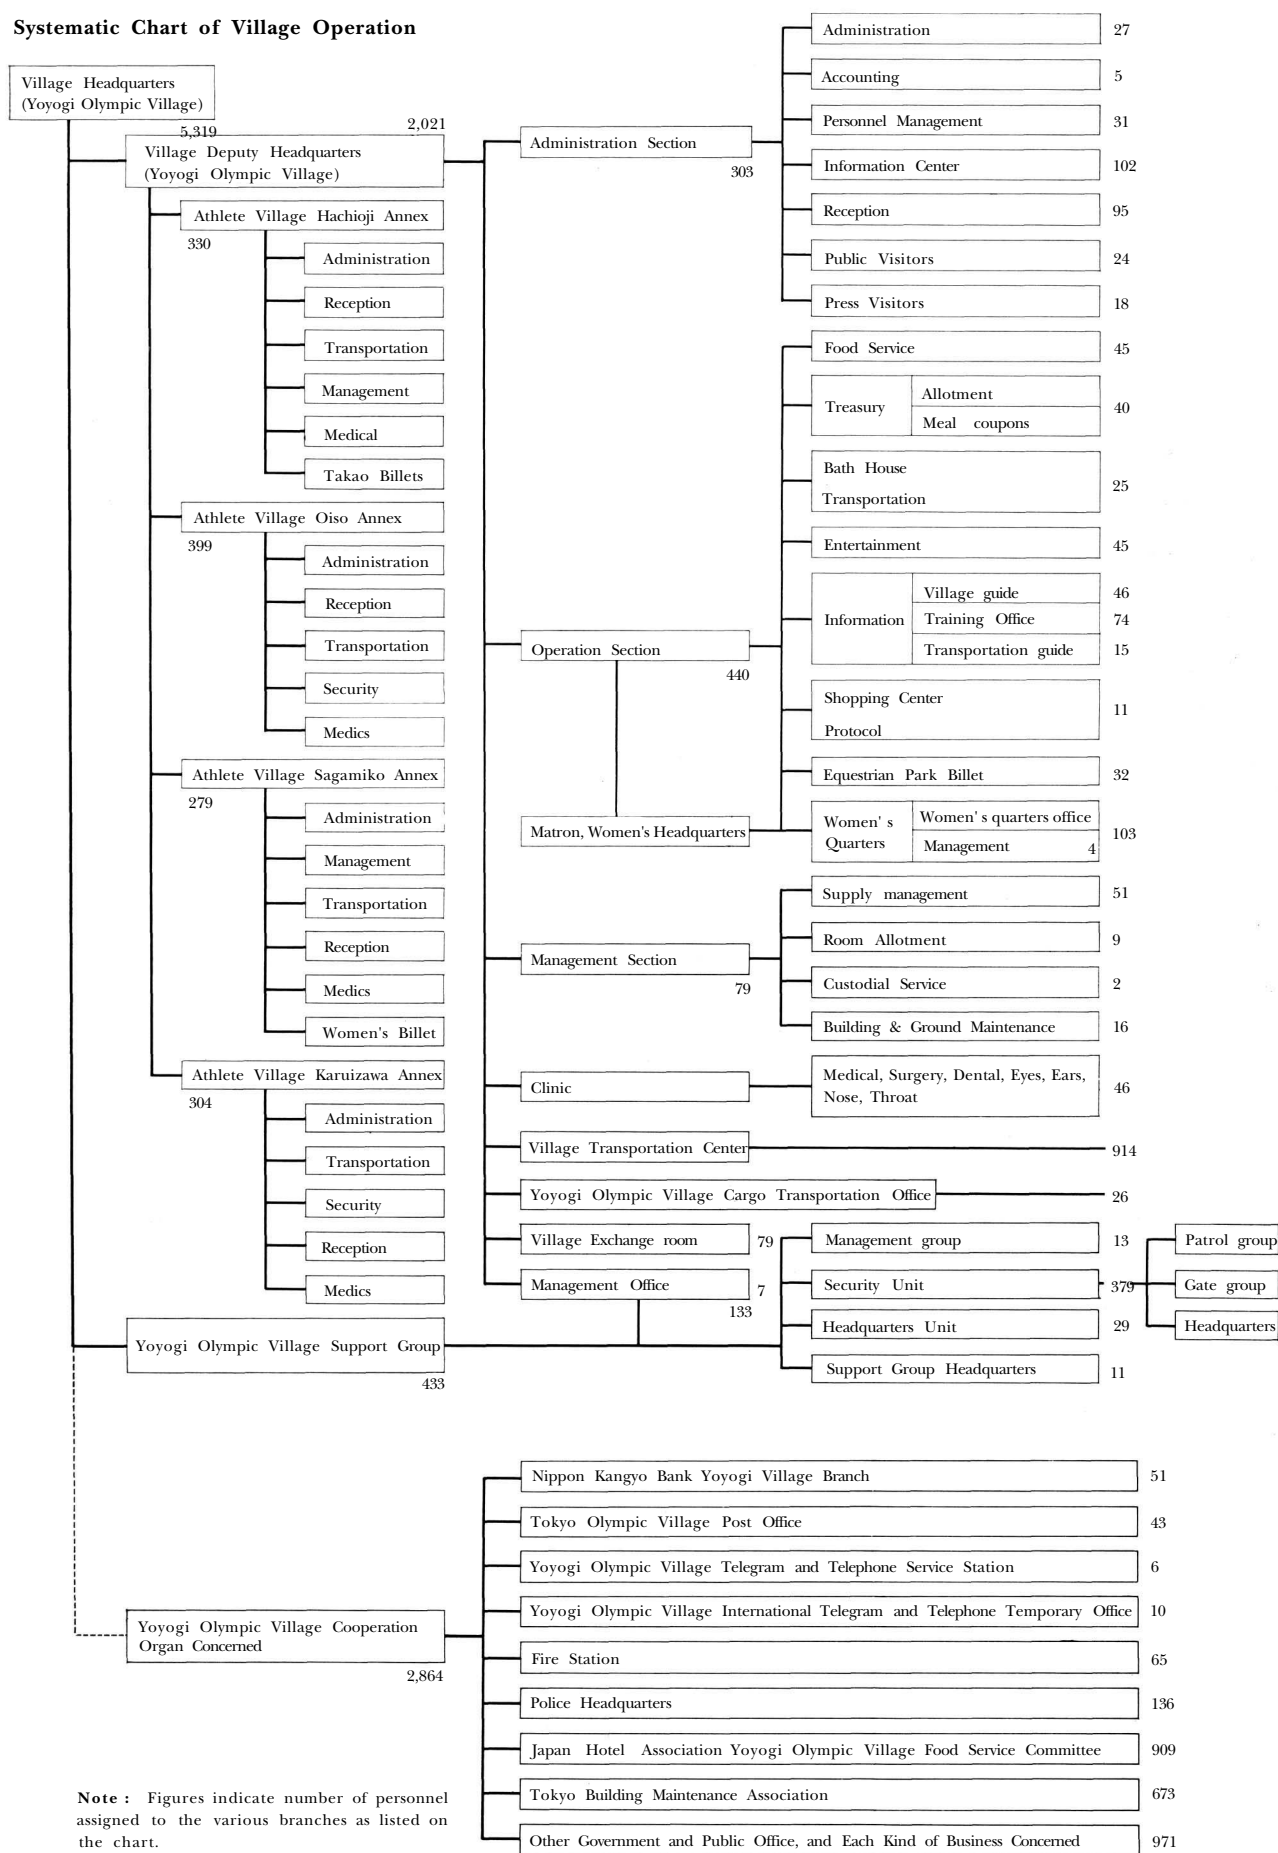 Systematic Chart of Village Operation
Village Headquarters
(Yoyogi Olympic Village)
5,319
2,021
Village Deputy Headquarters
(Yoyogi Olympic Village)
Athlete Village Hachioji Annex
330
Administration
Reception
Transportation
Management
Medical
Takao Billets
Athlete Village Oiso Annex
399
Administration
Reception
Transportation
Security
Medics
Athlete Village Sagamiko Annex
279
Administration
Management
Transportation
Reception
Medics
Women's Billet
Athlete Village Karuizawa Annex
304
Administration
Transportation
Security
Reception
Medics
Administration Section
303
Administration 27
Accounting 5
Personnel Management 31
Information Center 102
Reception 95
Public Visitors 24
Press Visitors 18
Operation Section
440
Food Service 45
Treasury
Allotment
Meal coupons
40
Bath House
Transportation
25
Entertainment 45
Information
Village guide 46
Training Office 74
Transportation guide 15
Shopping Center
Protocol
11
Equestrian Park Billet 32
Matron, Women's Headquarters
Women' s
Quarters
Women' s quarters office
Management 4
103
Management Section
79
Supply management 51
Room Allotment 9
Custodial Service 2
Building & Ground Maintenance 16
Clinic
Medical, Surgery, Dental, Eyes, Ears,
Nose, Throat
46
Village Transportation Center 914
Yoyogi Olympic Village Cargo Transportation Office 26
Village Exchange room 79
Management Office 7
133
Yoyogi Olympic Village Support Group
433
Management group 13
Security Unit 379
Patrol group
Gate group
Headquarters
Headquarters Unit 29
Support Group Headquarters 11
Yoyogi Olympic Village Cooperation
Organ Concerned
2,864
Nippon Kangyo Bank Yoyogi Village Branch 51
Tokyo Olympic Village Post Office 43
Yoyogi Olympic Village Telegram and Telephone Service Station 6
Yoyogi Olympic Village International Telegram and Telephone Temporary Office 10
Fire Station 65
Police Headquarters 136
Japan Hotel Association Yoyogi Olympic Village Food Service Committee 909
Tokyo Building Maintenance Association 673
Other Government and Public Office, and Each Kind of Business Concerned 971
Note : Figures indicate number of personnel
assigned to the various branches as listed on
the chart.